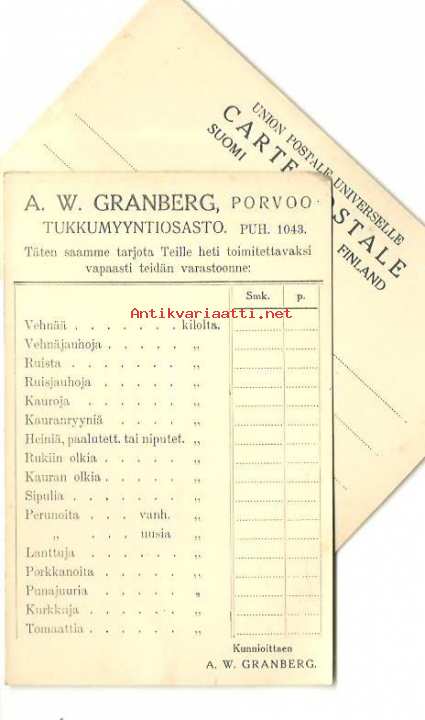 UNION POSTALE UNIVERSELLE
CARTE POSTALE
SUOMI FINLAND
A. W. GRANBERG, PORVOO
TUKKUMYYNTIOSASTO. PUH. 1043.
Täten saamme tarjota Teille heti toimitettavaksi
vapaasti teidän varastoonne:
Smk. p.
Antikvariaatti.net
Vehnää . . . . . . . kilolta.
Vehnäjauhoja . . . . . „
Ruista . . . . . . . „
Ruisjauhoja . . . . . „
Kauroja . . . . . . „
Kauranryyniä . . . . . „
Heiniä, paalutett. tai niputet. „
Rukiin olkia . . . . . „
Kauran olkia . . . . . „
Sipulia . . . . . . . „
Perunoita . . . vanh. „
„ . . . uusia „
Lanttuja . . . . . . „
Porkkanoita . . . . . „
Punajuuria . . . . . „
Kurkkuja . . . . . . „
Tomaattia . . . . . . „
Kunnioittaen
A. W. GRANBERG.